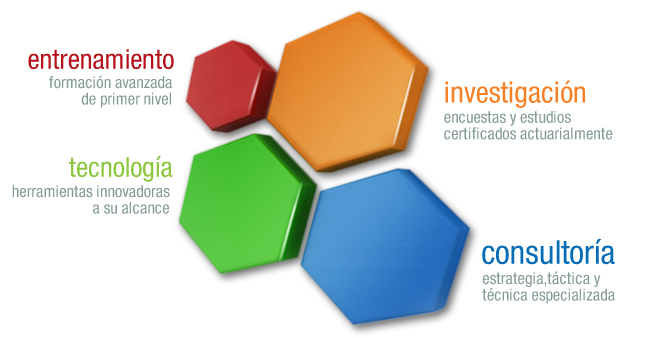 entrenamiento
formación avanzada
de primer nivel
investigación
encuestas y estudios
certificados actuarialmente
tecnología
herramientas innovadoras
a su alcance
consultoría
estrategia,táctica y
técnica especializada